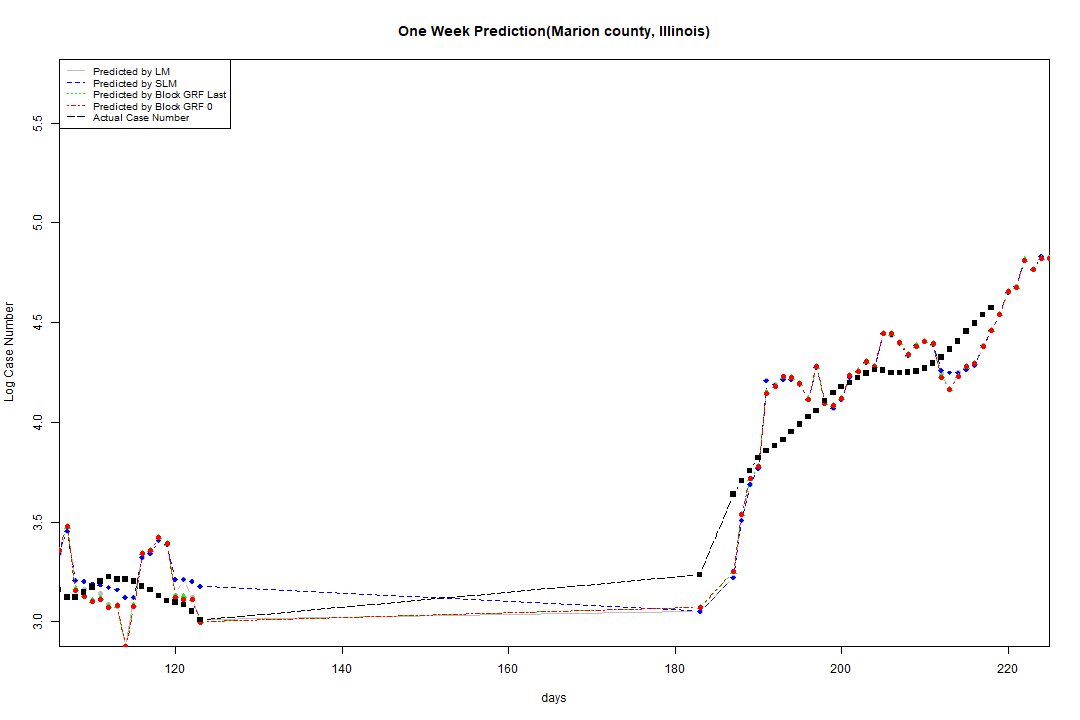 One Week Prediction(Marion county, Illinois)
Predicted by LM
Predicted by SLM
Predicted by Block GRF Last
Predicted by Block GRF 0
Actual Case Number
5.5
5.0
4.5
4.0
3.5
3.0
Log Case Number
120 140 160 180 200 220
days